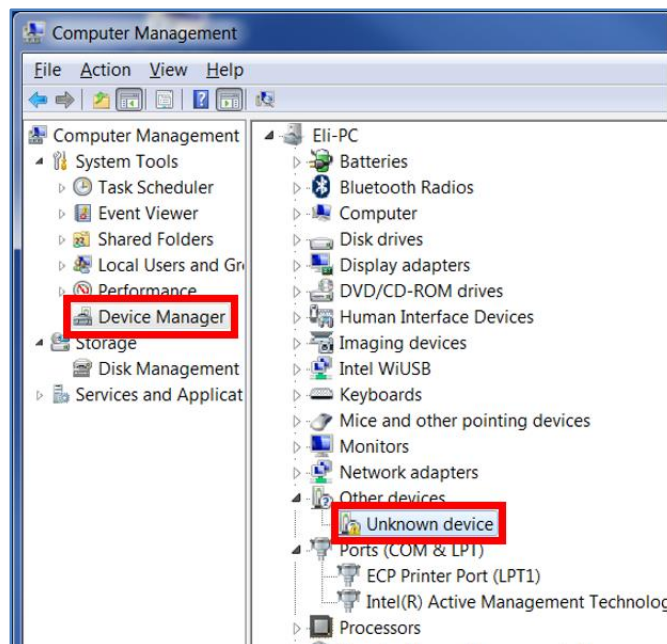 Computer Management
File Action View Help
Computer Management
System Tools
Task Scheduler
Event Viewer
Shared Folders
Local Users and Gr
Performance
Device Manager
Storage
Disk Management
Services and Applicat
Eli-PC
Batteries
Bluetooth Radios
Computer
Disk drives
Display adapters
DVD/CD-ROM drives
Human Interface Devices
Imaging devices
Intel WiUSB
Keyboards
Mice and other pointing devices
Monitors
Network adapters
Other devices
Unknown device
Ports (COM & LPT)
ECP Printer Port (LPT1)
Intel(R) Active Management Technolog
Processors